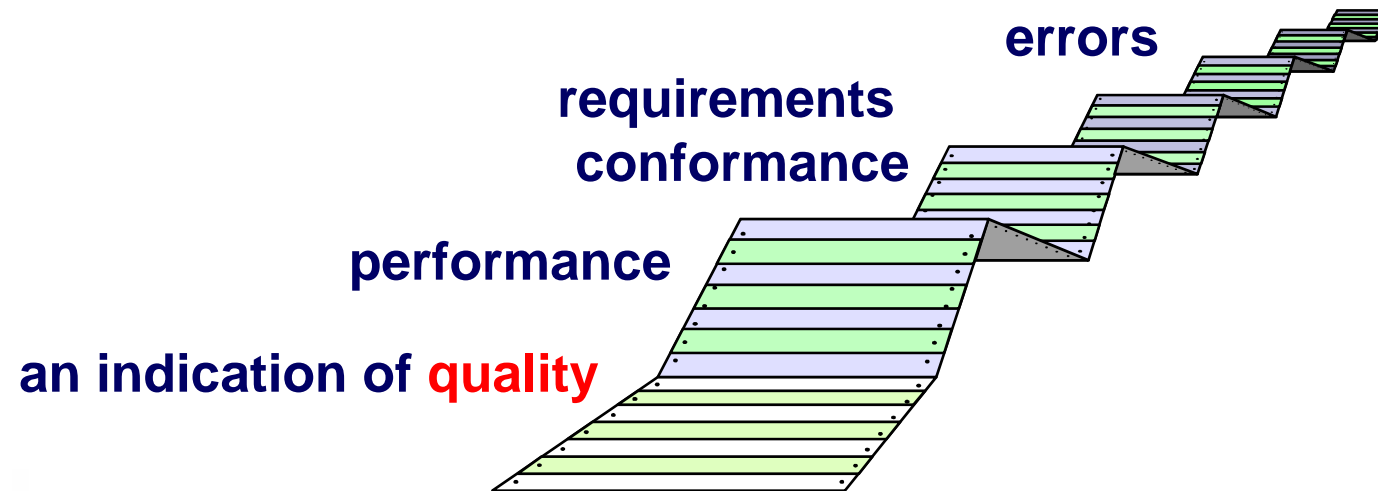 errors
requirements
conformance
performance
an indication of quality